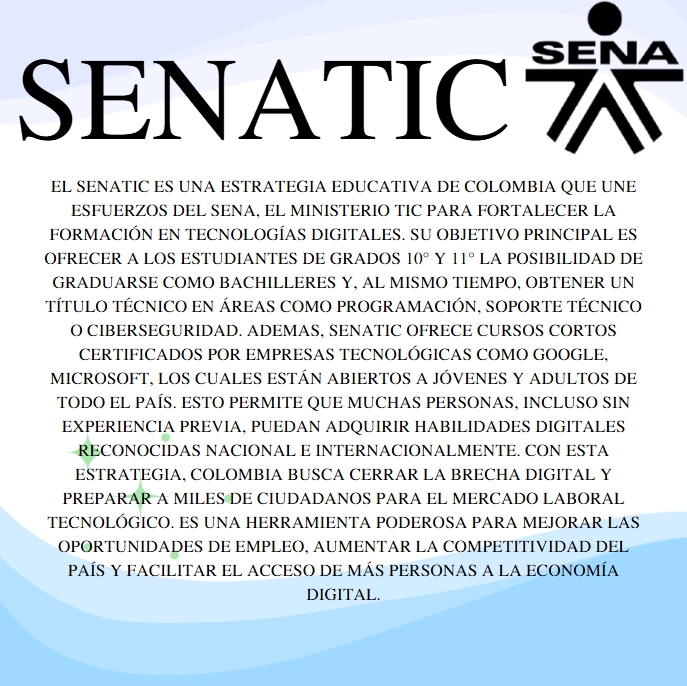 SENATIC
SENA
EL SENATIC ES UNA ESTRATEGIA EDUCATIVA DE COLOMBIA QUE UNE
ESFUERZOS DEL SENA, EL MINISTERIO TIC PARA FORTALECER LA
FORMACIÓN EN TECNOLOGÍAS DIGITALES. SU OBJETIVO PRINCIPAL ES
OFRECER A LOS ESTUDIANTES DE GRADOS 10° Y 11° LA POSIBILIDAD DE
GRADUARSE COMO BACHILLERES Y, AL MISMO TIEMPO, OBTENER UN
TÍTULO TÉCNICO EN ÁREAS COMO PROGRAMACIÓN, SOPORTE TÉCNICO
O CIBERSEGURIDAD. ADEMAS, SENATIC OFRECE CURSOS CORTOS
CERTIFICADOS POR EMPRESAS TECNOLÓGICAS COMO GOOGLE,
MICROSOFT, LOS CUALES ESTÁN ABIERTOS A JÓVENES Y ADULTOS DE
TODO EL PAÍS. ESTO PERMITE QUE MUCHAS PERSONAS, INCLUSO SIN
EXPERIENCIA PREVIA, PUEDAN ADQUIRIR HABILIDADES DIGITALES
RECONOCIDAS NACIONAL E INTERNACIONALMENTE. CON ESTA
ESTRATEGIA, COLOMBIA BUSCA CERRAR LA BRECHA DIGITAL Y
PREPARAR A MILES DE CIUDADANOS PARA EL MERCADO LABORAL
TECNOLÓGICO. ES UNA HERRAMIENTA PODEROSA PARA MEJORAR LAS
OPORTUNIDADES DE EMPLEO, AUMENTAR LA COMPETITIVIDAD DEL
PAÍS Y FACILITAR EL ACCESO DE MÁS PERSONAS A LA ECONOMÍA
DIGITAL.